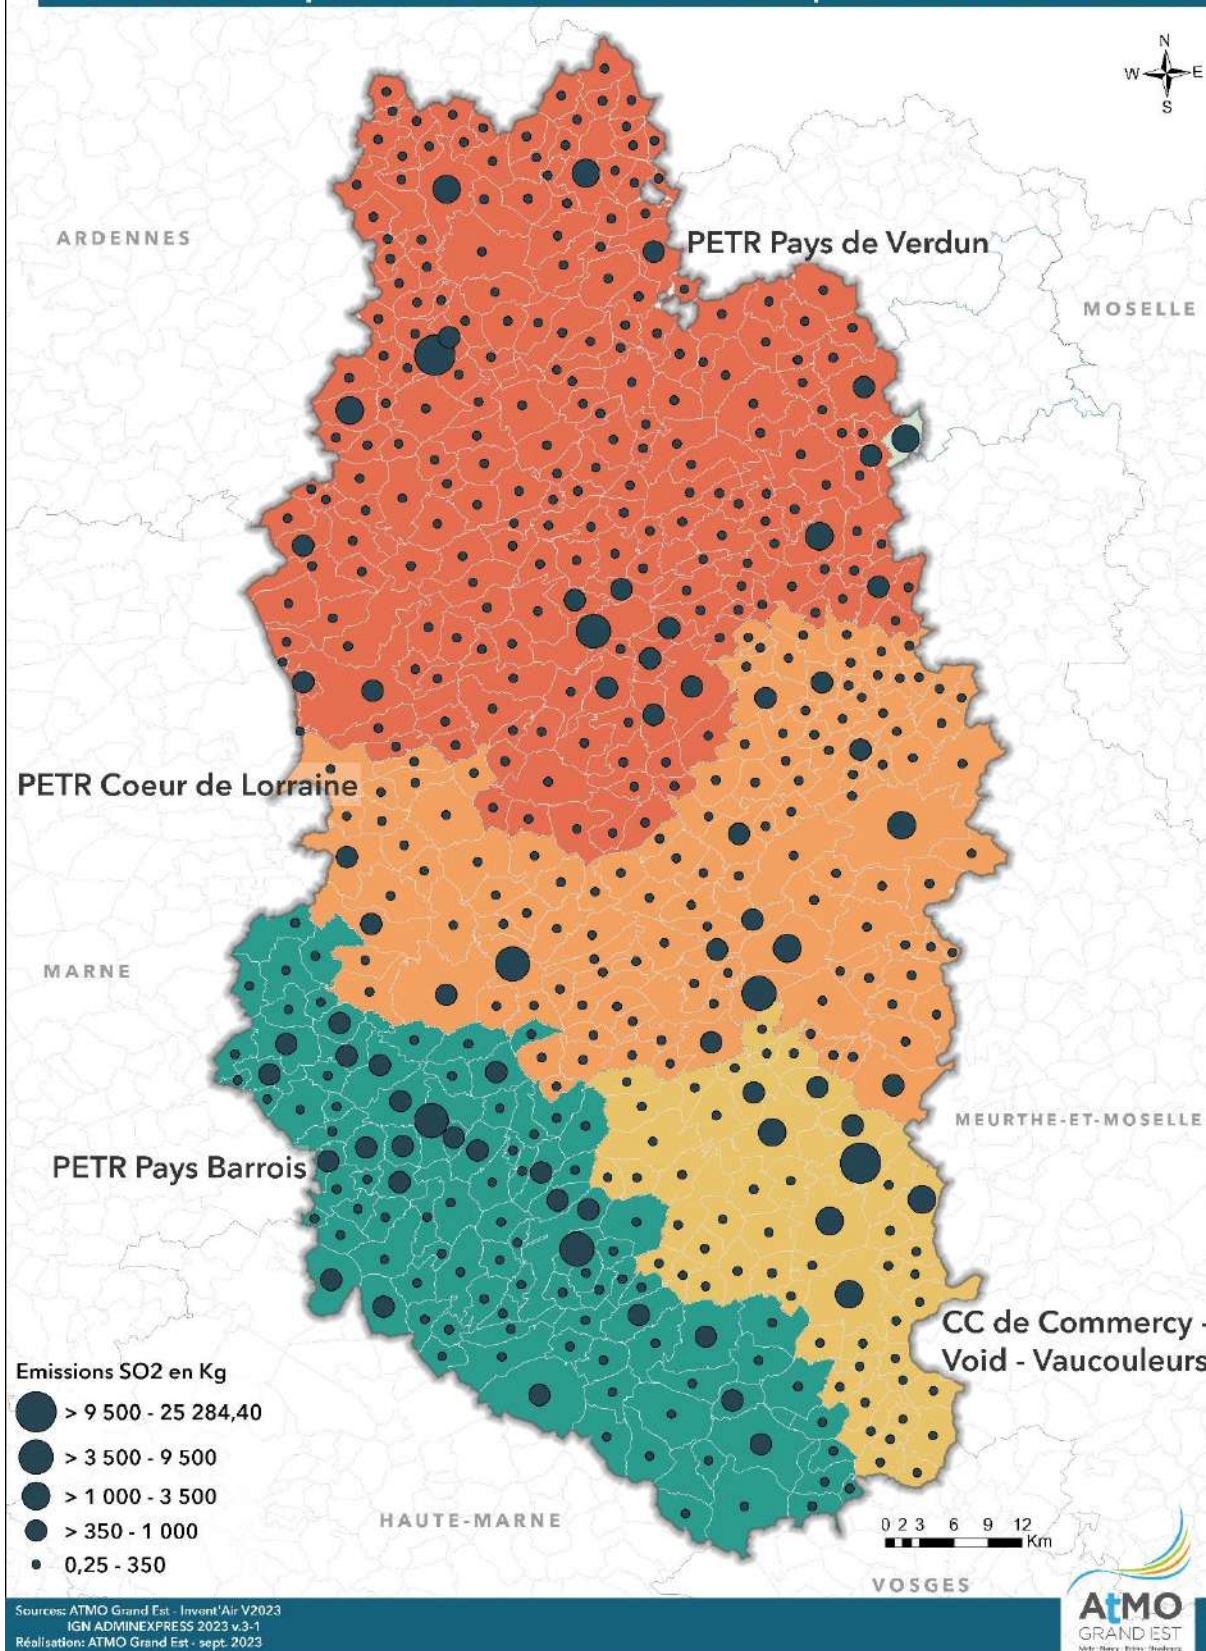 N
W E
S
ARDENNES
PETR Pays de Verdun
MOSELLE
PETR Coeur de Lorraine
MARNE
MEURTHE-ET-MOSELLE
PETR Pays Barrois
CC de Commercy -
Void - Vaucouleurs
Emissions SO2 en Kg
> 9 500 - 25 284,40
> 3 500 - 9 500
> 1 000 - 3 500
> 350 - 1 000
0,25 - 350
HAUTE-MARNE
0 2 3 6 9 12
Km
VOSGES
Sources: ATMO Grand Est - Invent'Air V2023
IGN ADMINEXPRESS 2023 v.3-1
Réalisation: ATMO Grand Est - sept. 2023
AtMO
GRAND EST